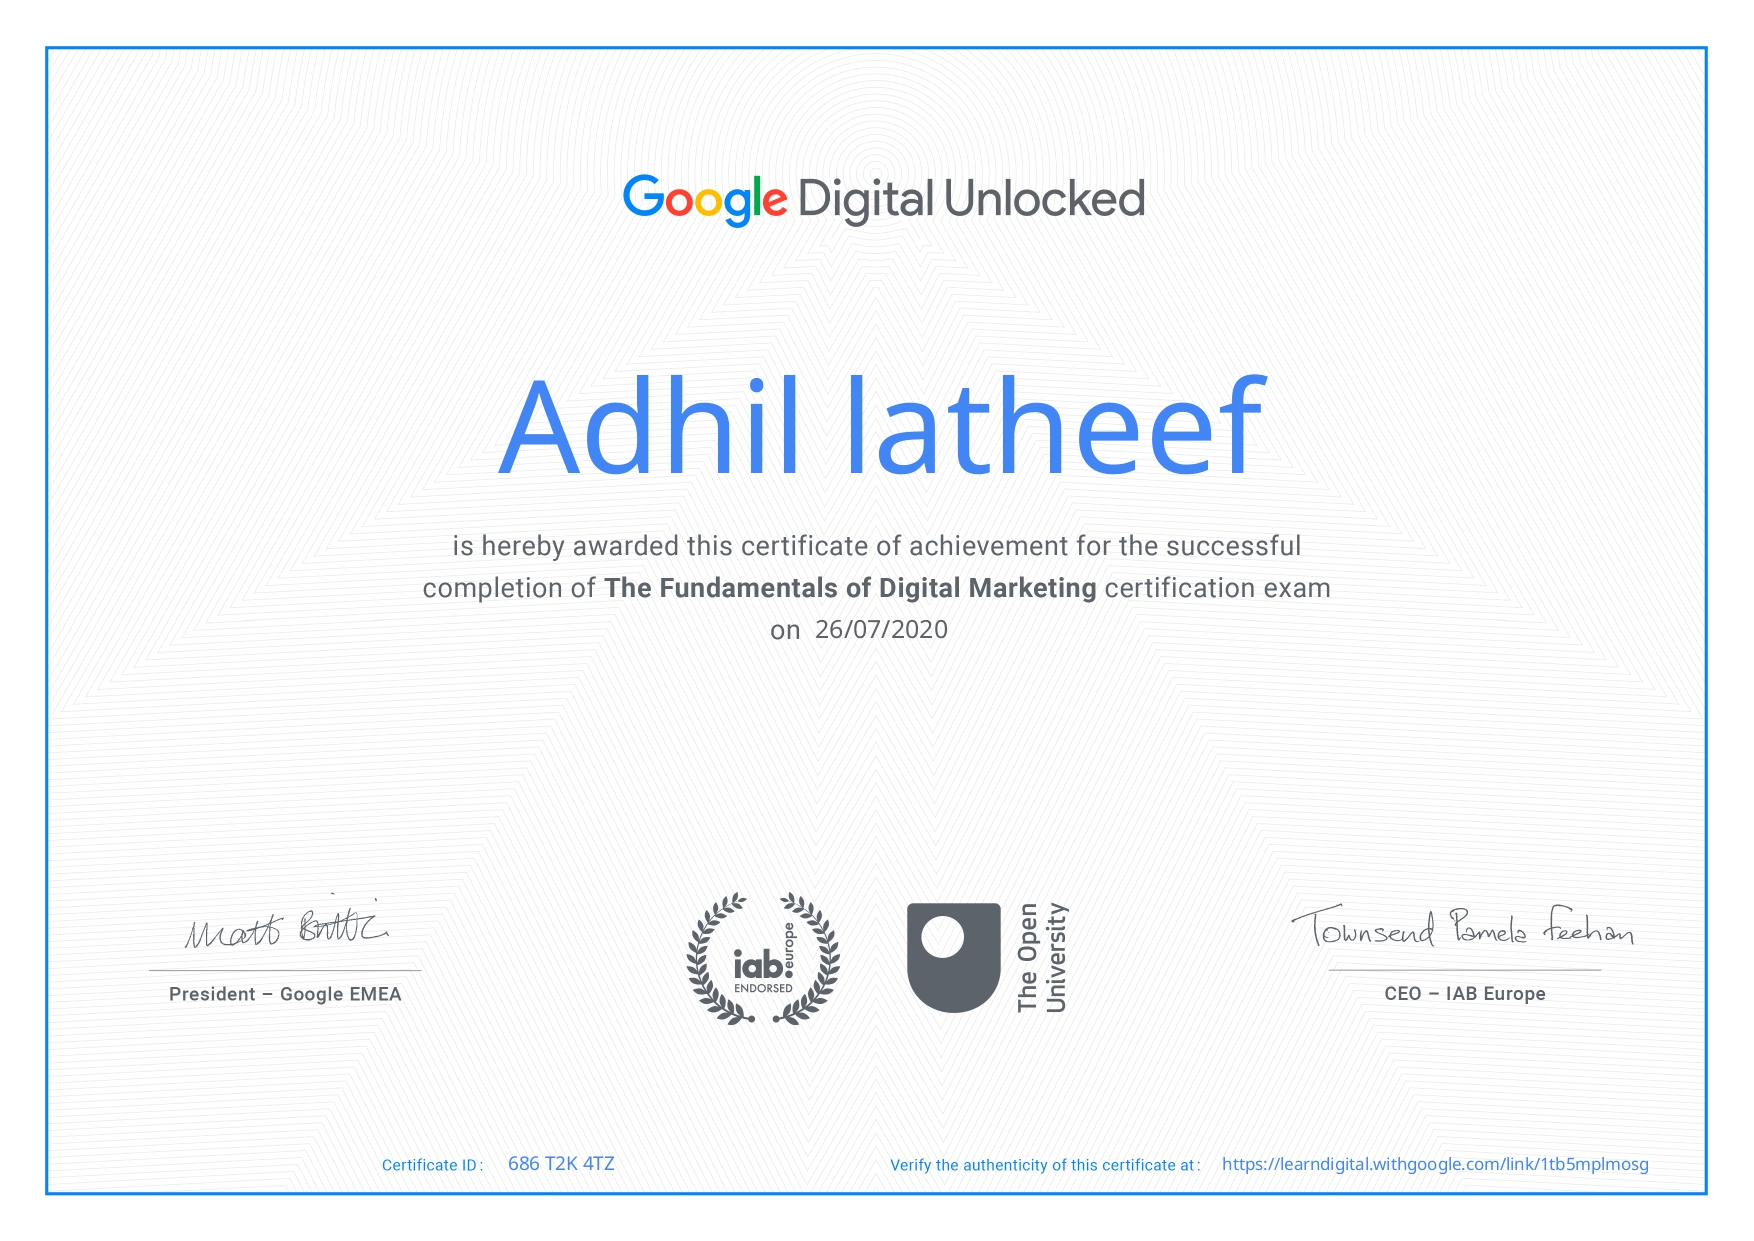 Google Digital Unlocked
Adhil latheef
is hereby awarded this certificate of achievement for the successful
completion of The Fundamentals of Digital Marketing certification exam
on 26/07/2020
Matt Brittin
President – Google EMEA
iab.
europe
ENDORSED
The Open
University
Townsend Pamela Feehan
CEO – IAB Europe
Certificate ID : 686 T2K 4TZ
Verify the authenticity of this certificate at : https://learndigital.withgoogle.com/link/1tb5mplmosg